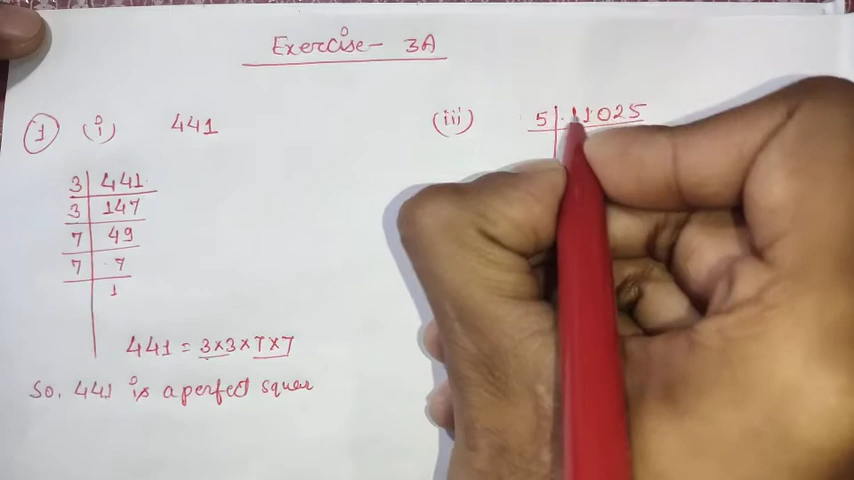 Exercise- 3A
1 (i) 441
3 441
3 147
7 49
7 7
1
441 = 3×3×7×7
So. 441 is a perfect squar
(iii) 5 11025